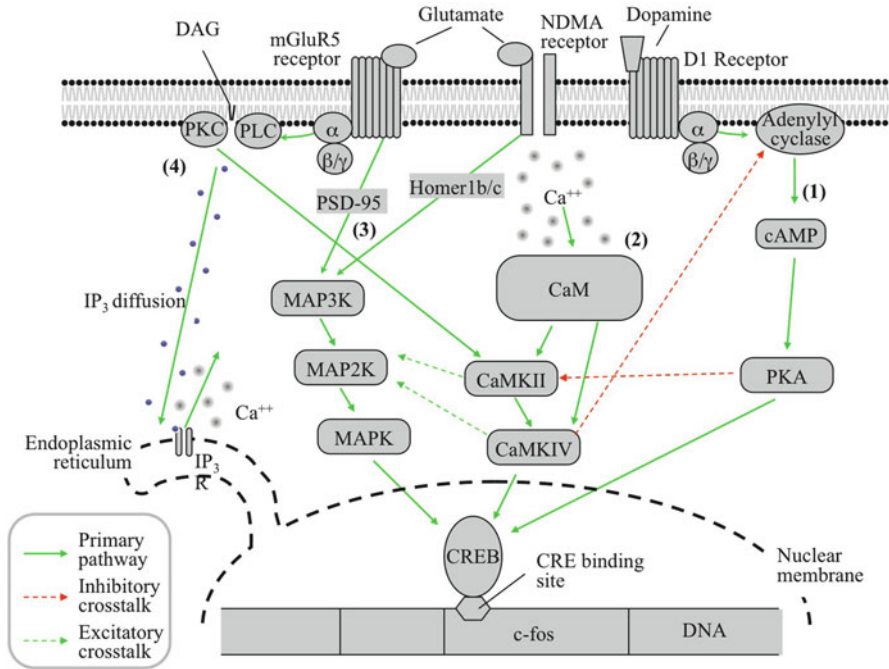 DAG
mGluR5
receptor
Glutamate
NDMA
receptor
Dopamine
D1 Receptor
PKC
PLC
α
β/γ
α
β/γ
Adenylyl
cyclase
(4)
PSD-95
(3)
Homer1b/c
Ca++
(2)
(1)
cAMP
CaM
IP3 diffusion
MAP3K
MAP2K
CaMKII
PKA
Ca++
MAPK
CaMKIV
Endoplasmic
reticulum
IP3
R
CREB
CRE binding
site
Nuclear
membrane
Primary
pathway
Inhibitory
crosstalk
Excitatory
crosstalk
c-fos
DNA